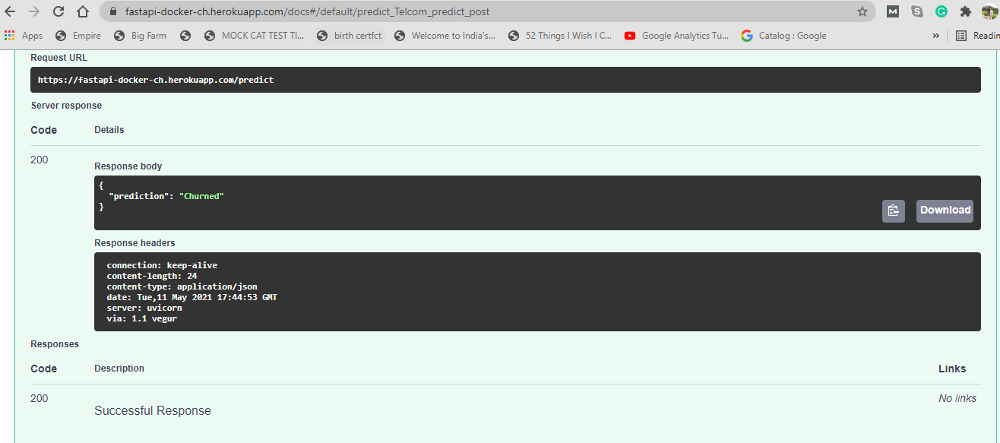 fastapi-docker-ch.herokuapp.com/docs#/default/predict_Telcom_predict_post
Apps Empire Big Farm MOCK CAT TEST TI... birth certfct Welcome to India's... 52 Things I Wish I C... Google Analytics Tu... Catalog : Google » Readin
Request URL
https://fastapi-docker-ch.herokuapp.com/predict
Server response
Code Details
200
Response body
{
"prediction": "Churned"
}
Download
Response headers
connection: keep-alive
content-length: 24
content-type: application/json
date: Tue,11 May 2021 17:44:53 GMT
server: uvicorn
via: 1.1 vegur
Responses
Code Description Links
200 No links
Successful Response